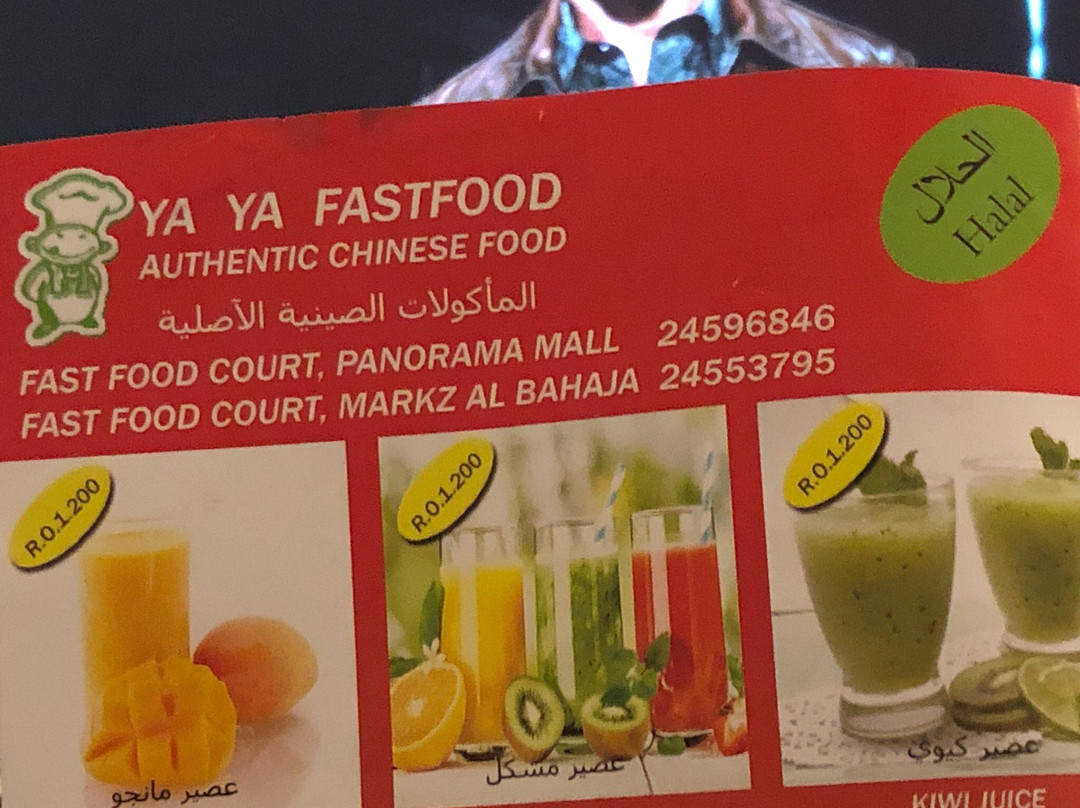 YA YA FASTFOOD
AUTHENTIC CHINESE FOOD
المأكولات الصينية الآصلية
الحلال
Halal
FAST FOOD COURT, PANORAMA MALL 24596846
FAST FOOD COURT, MARKZ AL BAHAJA 24553795
R.O.1.200
R.O.1.200
R.O.1.200
عصير مانجو
عصير مشكل
عصير كيوي
KIWI JUICE